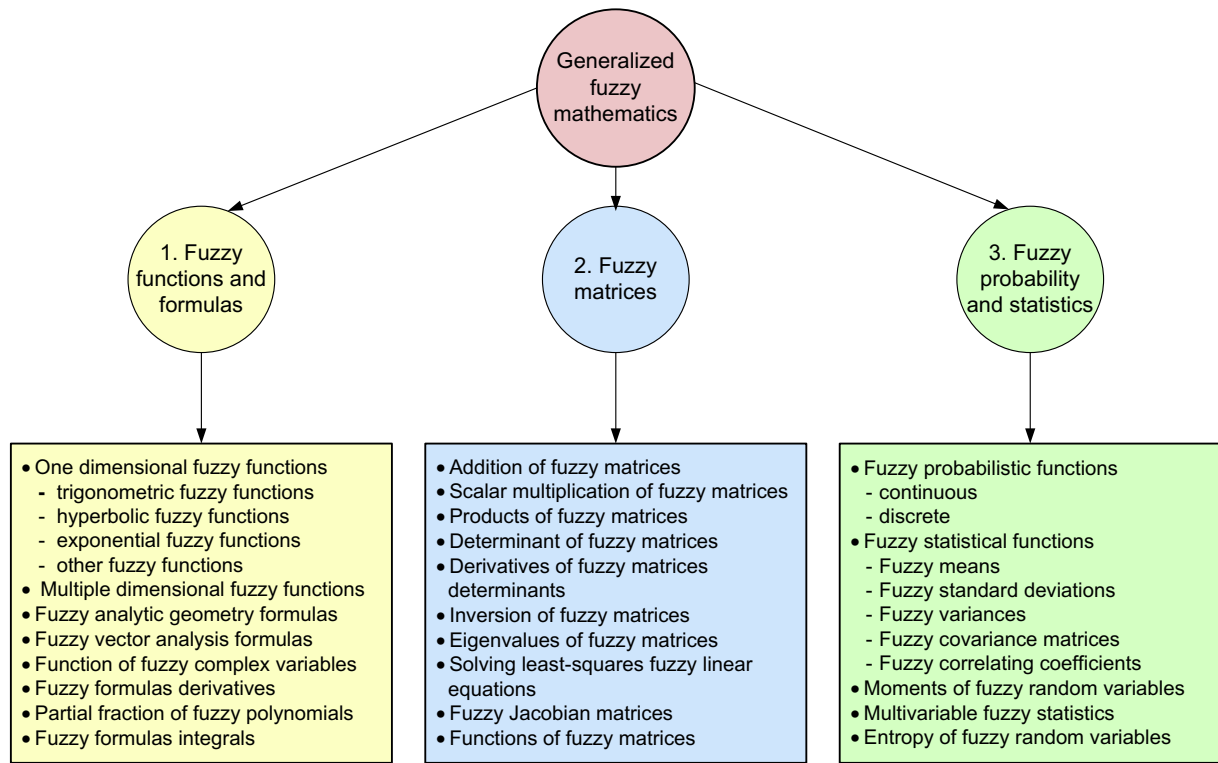 Generalized
fuzzy
mathematics
1. Fuzzy
functions and
formulas
2. Fuzzy
matrices
3. Fuzzy
probability
and statistics
• One dimensional fuzzy functions
- trigonometric fuzzy functions
- hyperbolic fuzzy functions
- exponential fuzzy functions
- other fuzzy functions
• Multiple dimensional fuzzy functions
• Fuzzy analytic geometry formulas
• Fuzzy vector analysis formulas
• Function of fuzzy complex variables
• Fuzzy formulas derivatives
• Partial fraction of fuzzy polynomials
• Fuzzy formulas integrals
• Addition of fuzzy matrices
• Scalar multiplication of fuzzy matrices
• Products of fuzzy matrices
• Determinant of fuzzy matrices
• Derivatives of fuzzy matrices
determinants
• Inversion of fuzzy matrices
• Eigenvalues of fuzzy matrices
• Solving least-squares fuzzy linear
equations
• Fuzzy Jacobian matrices
• Functions of fuzzy matrices
• Fuzzy probabilistic functions
- continuous
- discrete
• Fuzzy statistical functions
- Fuzzy means
- Fuzzy standard deviations
- Fuzzy variances
- Fuzzy covariance matrices
- Fuzzy correlating coefficients
• Moments of fuzzy random variables
• Multivariable fuzzy statistics
• Entropy of fuzzy random variables